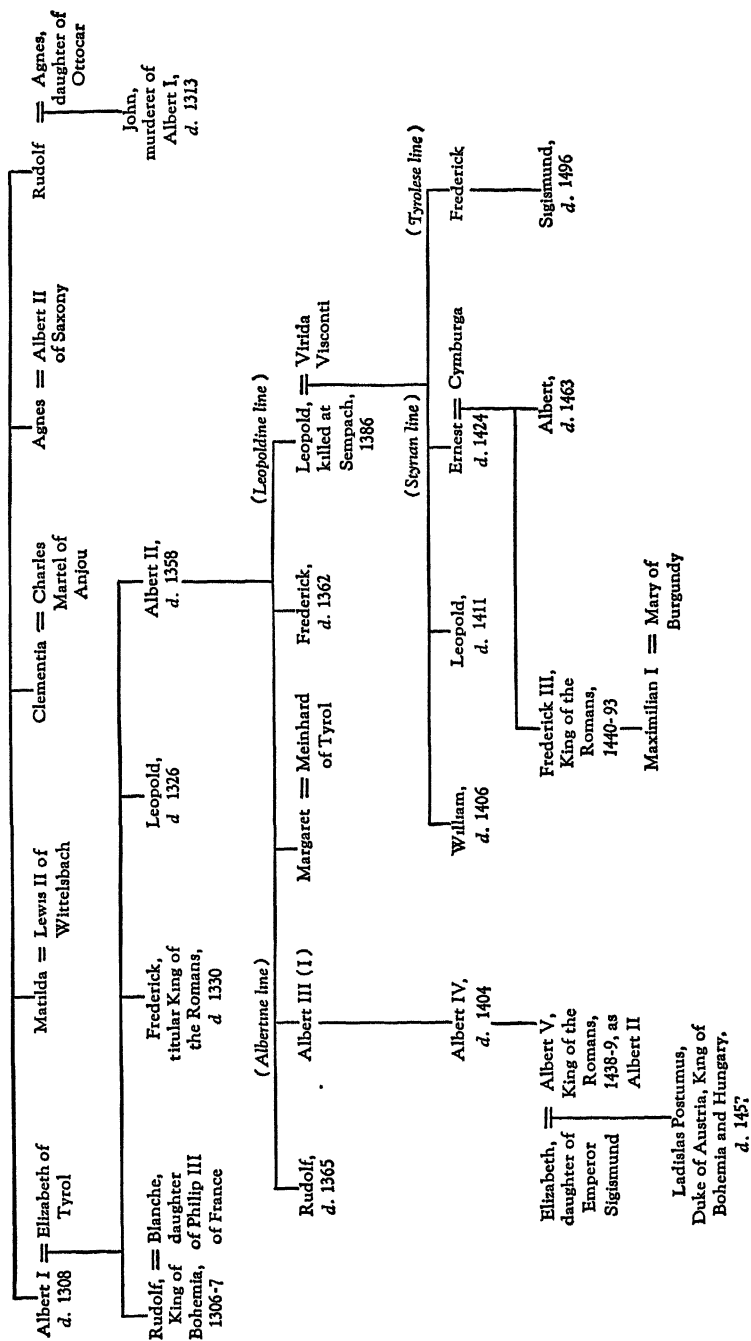 Albert I = Elizabeth of
d. 1308 Tyrol
Matilda = Lewis II of
Wittelsbach
Clementia = Charles
Martel of
Anjou
Agnes = Albert II
of Saxony
Rudolf = Agnes,
daughter of
Ottocar
John,
murderer of
Albert I,
d. 1313
Rudolf, = Blanche,
King of daughter
Bohemia, of Philip III
1306-7 of France
Frederick,
titular King of
the Romans,
d 1330
Leopold,
d 1326
Albert II,
d. 1358
(Albertine line)
(Leopoldine line)
Rudolf,
d. 1365
Albert III (I)
Margaret = Meinhard
of Tyrol
Frederick,
d. 1362
Leopold, = Virida
killed at Visconti
Sempach,
1386
(Styrian line)
(Tyrolese line)
Albert IV,
d. 1404
William,
d. 1406
Leopold,
d. 1411
Ernest = Cymburga
d. 1424
Frederick
Elizabeth, = Albert V,
daughter of King of the
Emperor Romans,
Sigismund 1438-9, as
Albert II
Frederick III,
King of the
Romans,
1440-93
Albert,
d. 1463
Sigismund,
d. 1496
Ladislas Postumus,
Duke of Austria, King of
Bohemia and Hungary,
d. 1457
Maximilian I = Mary of
Burgundy